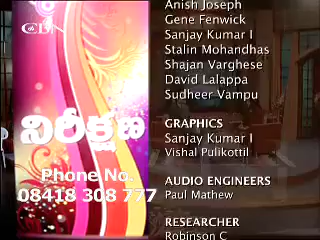 CBN
నిరీక్షణ
Phone No.
08418 308 777
Anish Joseph
Gene Fenwick
Sanjay Kumar I
Stalin Mohandhas
Shajan Varghese
David Lalappa
Sudheer Vampu
GRAPHICS
Sanjay Kumar I
Vishal Pulikottil
AUDIO ENGINEERS
Paul Mathew
RESEARCHER
Robinson C